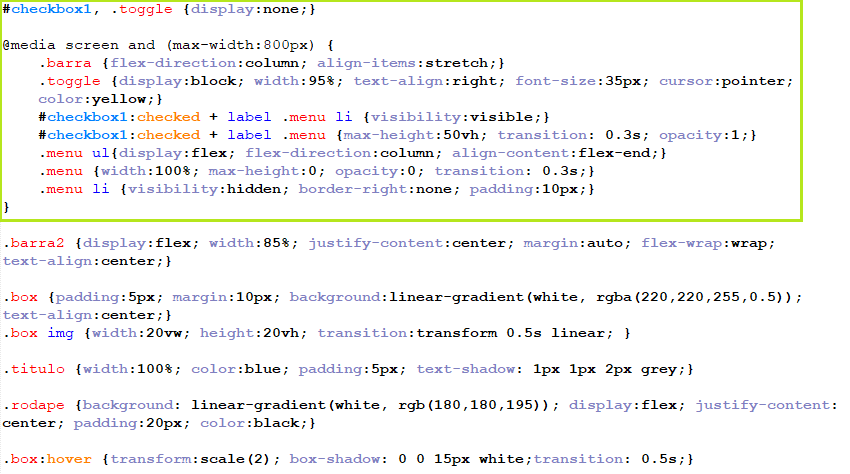 #checkbox1, .toggle {display:none;}
@media screen and (max-width:800px) {
.barra {flex-direction:column; align-items:stretch;}
.toggle {display:block; width:95%; text-align:right; font-size:35px; cursor:pointer;
color:yellow;}
#checkbox1:checked + label .menu li {visibility:visible;}
#checkbox1:checked + label .menu {max-height:50vh; transition: 0.3s; opacity:1;}
.menu ul{display:flex; flex-direction:column; align-content:flex-end;}
.menu {width:100%; max-height:0; opacity:0; transition: 0.3s;}
.menu li {visibility:hidden; border-right:none; padding:10px;}
}
.barra2 {display:flex; width:85%; justify-content:center; margin:auto; flex-wrap:wrap;
text-align:center;}
.box {padding:5px; margin:10px; background:linear-gradient(white, rgba(220,220,255,0.5));
text-align:center;}
.box img {width:20vw; height:20vh; transition:transform 0.5s linear; }
.titulo {width:100%; color:blue; padding:5px; text-shadow: 1px 1px 2px grey;}
.rodape {background: linear-gradient(white, rgb(180,180,195)); display:flex; justify-content:
center; padding:20px; color:black;}
.box:hover {transform:scale(2); box-shadow: 0 0 15px white;transition: 0.5s;}